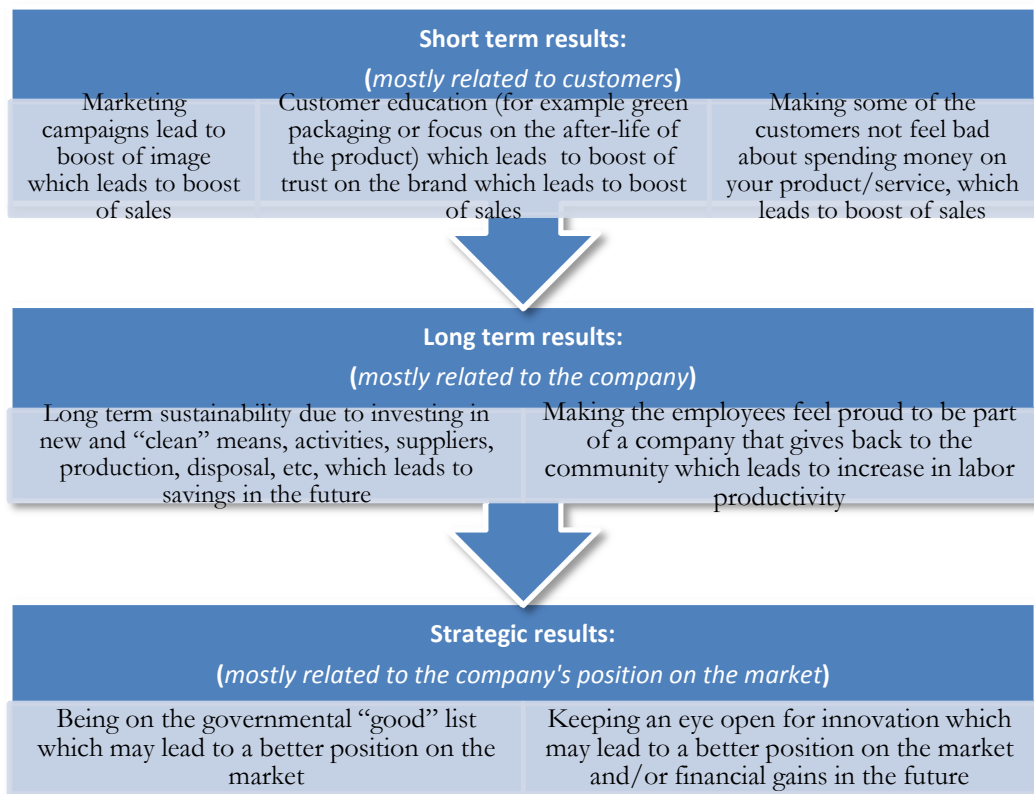 Short term results:
(mostly related to customers)
Marketing
campaigns lead to
boost of image
which leads to boost
of sales
Customer education (for example green
packaging or focus on the after-life of
the product) which leads to boost of
trust on the brand which leads to boost
of sales
Making some of the
customers not feel bad
about spending money on
your product/service, which
leads to boost of sales
Long term results:
(mostly related to the company)
Long term sustainability due to investing in
new and “clean” means, activities, suppliers,
production, disposal, etc, which leads to
savings in the future
Making the employees feel proud to be part
of a company that gives back to the
community which leads to increase in labor
productivity
Strategic results:
(mostly related to the company's position on the market)
Being on the governmental “good” list
which may lead to a better position on the
market
Keeping an eye open for innovation which
may lead to a better position on the market
and/or financial gains in the future